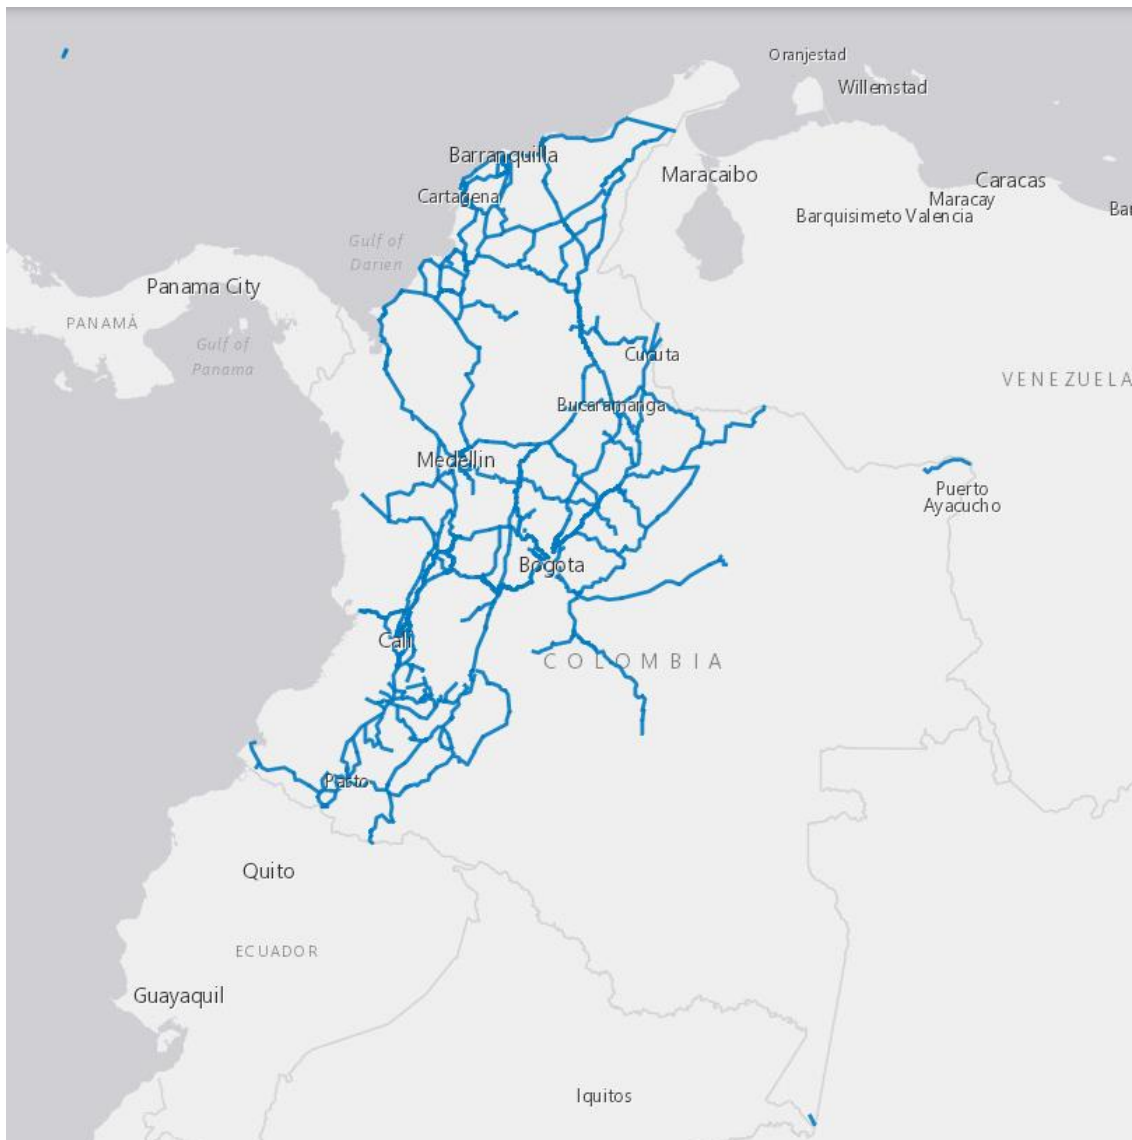 Oranjestad
Willemstad
Barranquilla
Maracaibo
Caracas
Cartagena
Maracay
Barquisimeto Valencia
Bar
Gulf of
Darien
Panama City
PANAMÁ
Gulf of
Panama
Cucuta
VENEZUELA
Bucaramanga
Medellin
Puerto
Ayacucho
Bogota
Cali
COLOMBIA
Pasto
Quito
ECUADOR
Guayaquil
Iquitos